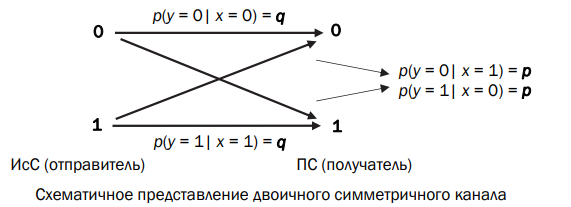 p(y = 0| x = 0) = q
0
0
p(y = 0| x = 1) = p
p(y = 1| x = 0) = p
1
1
p(y = 1| x = 1) = q
ИсС (отправитель)
ПС (получатель)
Схематичное представление двоичного симметричного канала